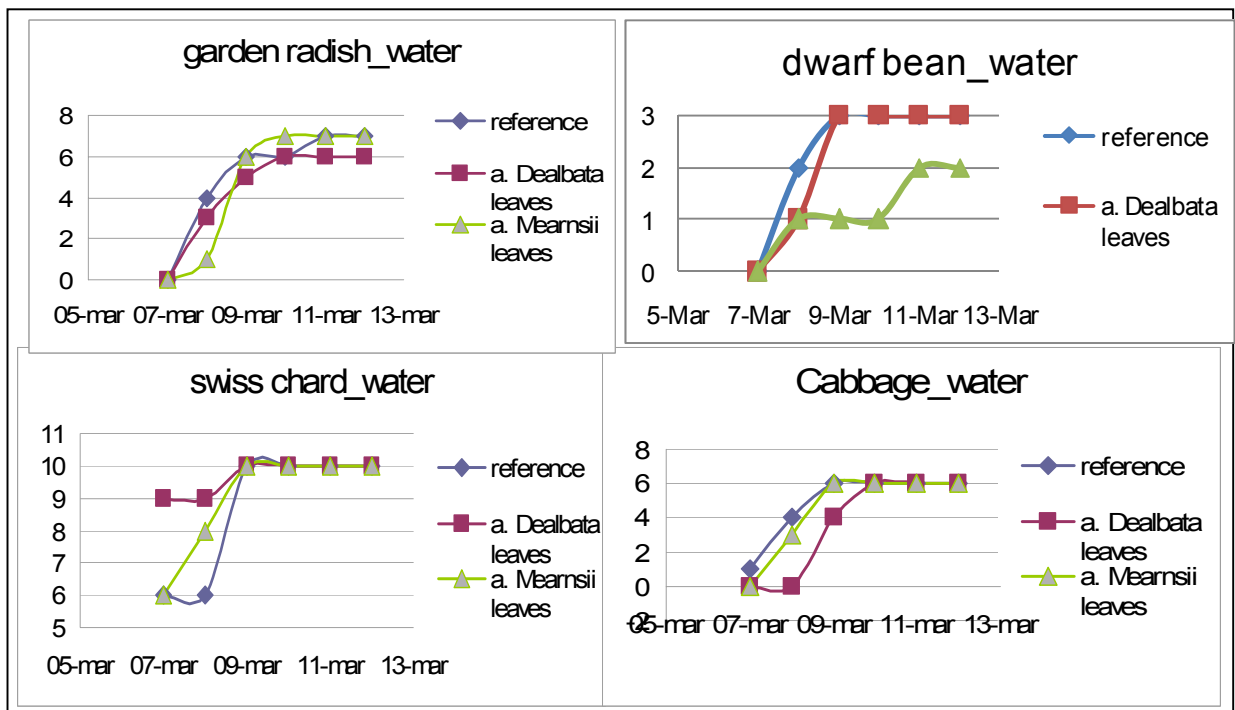 garden radish_water
8
6
4
2
0
05-mar 07-mar 09-mar 11-mar 13-mar
reference
a. Dealbata
leaves
a. Mearnsii
leaves
dwarf bean_water
3
2
1
0
5-Mar 7-Mar 9-Mar 11-Mar 13-Mar
reference
a. Dealbata
leaves
swiss chard_water
11
10
9
8
7
6
5
05-mar 07-mar 09-mar 11-mar 13-mar
reference
a. Dealbata
leaves
a. Mearnsii
leaves
Cabbage_water
8
6
4
2
0
-2
05-mar 07-mar 09-mar 11-mar 13-mar
reference
a. Dealbata
leaves
a. Mearnsii
leaves